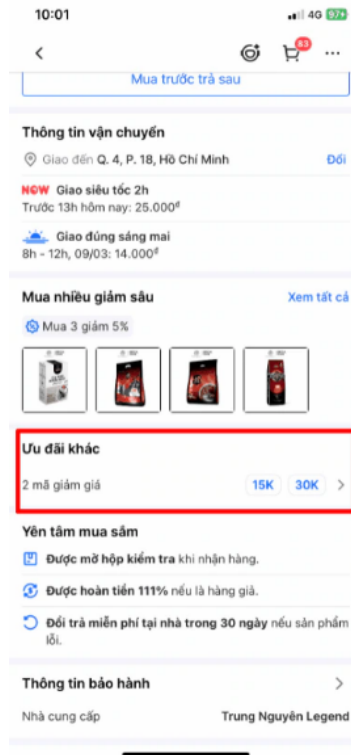 10:01
4G 97+
83
Mua trước trả sau
Thông tin vận chuyển
Giao đến Q. 4, P. 18, Hồ Chí Minh Đổi
NOW Giao siêu tốc 2h
Trước 13h hôm nay: 25.000đ
Giao đúng sáng mai
8h - 12h, 09/03: 14.000đ
Mua nhiều giảm sâu Xem tất cả
Mua 3 giảm 5%
Ưu đãi khác
2 mã giảm giá 15K 30K
Yên tâm mua sắm
Được mở hộp kiểm tra khi nhận hàng.
Được hoàn tiền 111% nếu là hàng giả.
Đổi trả miễn phí tại nhà trong 30 ngày nếu sản phẩm
lỗi.
Thông tin bảo hành
Nhà cung cấp Trung Nguyên Legend